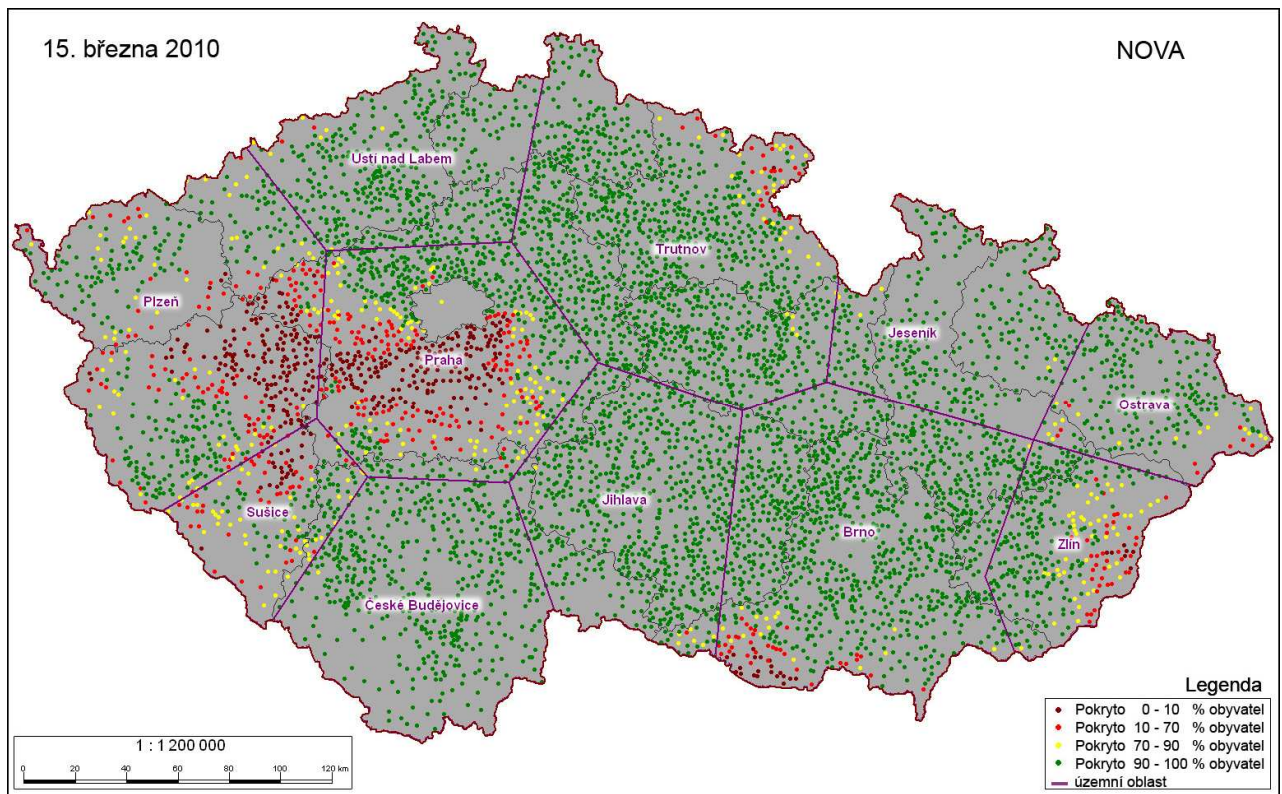 15. března 2010
NOVA
Ústí nad Labem
Trutnov
Plzeň
Jeseník
Praha
Ostrava
Sušice
Jihlava
Brno
Zlín
České Budějovice
Legenda
Pokryto 0 - 10 % obyvatel
Pokryto 10 - 70 % obyvatel
Pokryto 70 - 90 % obyvatel
Pokryto 90 - 100 % obyvatel
územní oblast
1 : 1 200 000
0 20 40 60 80 100 120 km